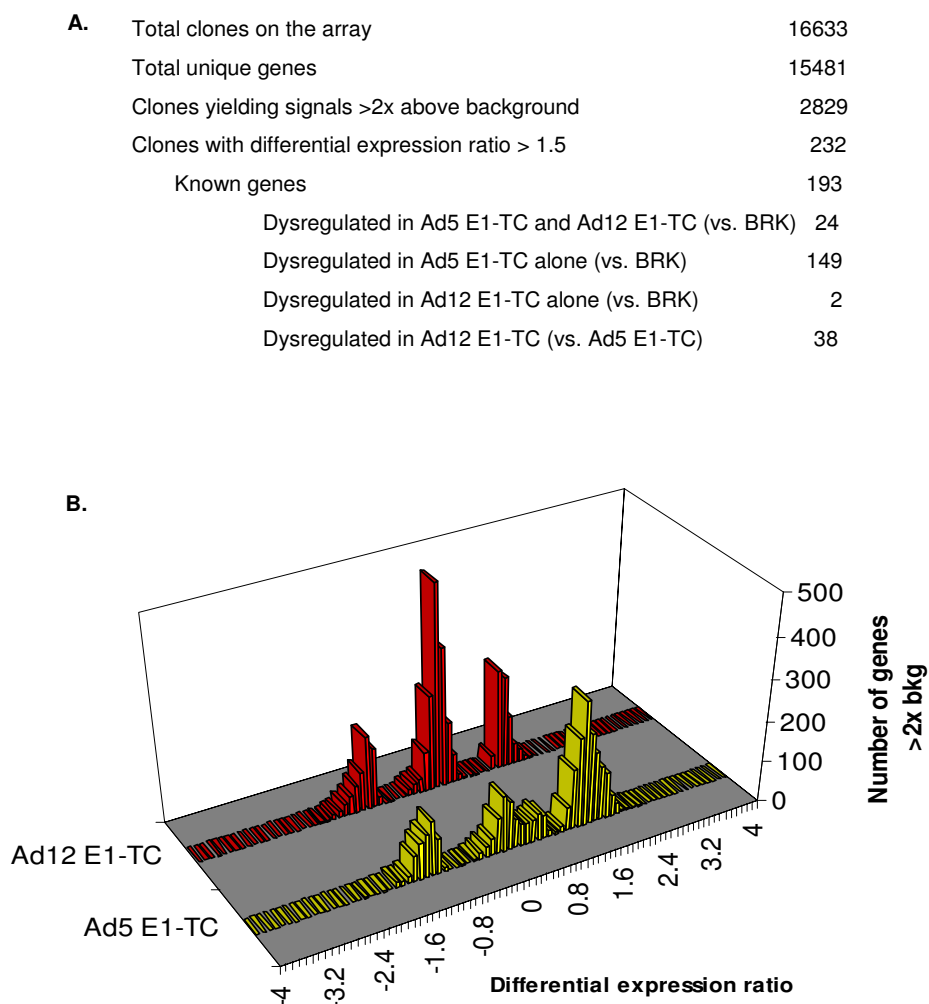 A.
Total clones on the array 16633
Total unique genes 15481
Clones yielding signals >2x above background 2829
Clones with differential expression ratio > 1.5 232
Known genes 193
Dysregulated in Ad5 E1-TC and Ad12 E1-TC (vs. BRK) 24
Dysregulated in Ad5 E1-TC alone (vs. BRK) 149
Dysregulated in Ad12 E1-TC alone (vs. BRK) 2
Dysregulated in Ad12 E1-TC (vs. Ad5 E1-TC) 38
B.
500
400
300
200
100
0
Number of genes
>2x bkg
Ad12 E1-TC
Ad5 E1-TC
-4
-3.2
-2.4
-1.6
-0.8
0
0.8
1.6
2.4
3.2
4
Differential expression ratio